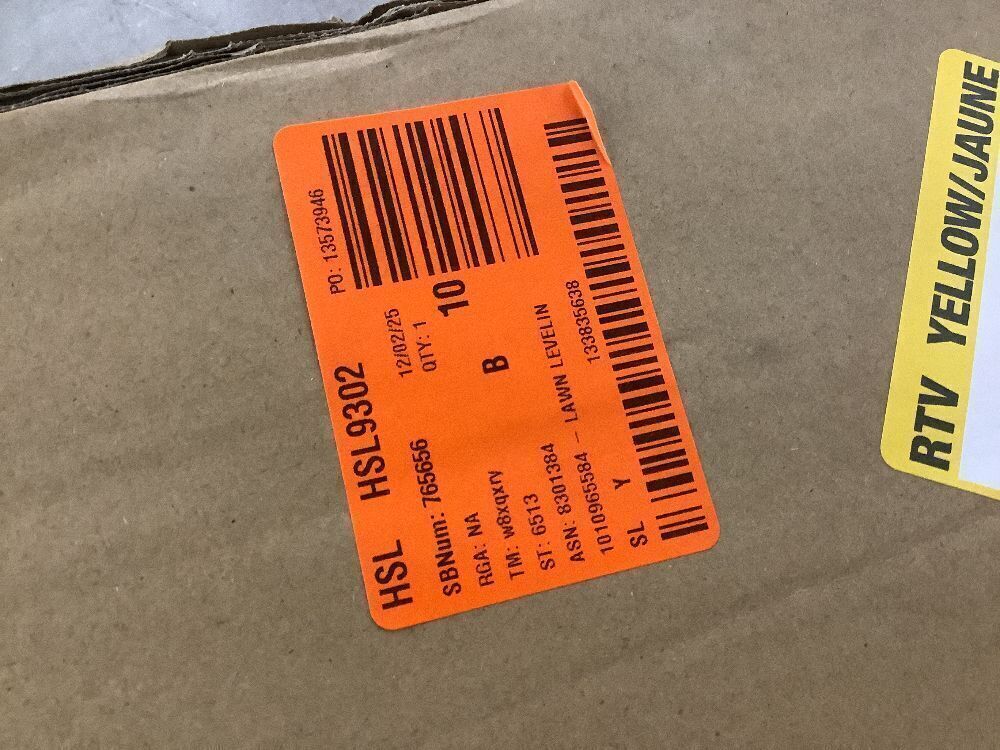 HSL HSL9302 PO: 13573946
SBNum: 765656 12/02/25
RGA: NA QTY: 1
TM: w8xqxry 10
ST: 6513 B
ASN: 8301384
1010965584 - LAWN LEVELIN
SL Y 133835638
RTV YELLOW/JAUNE